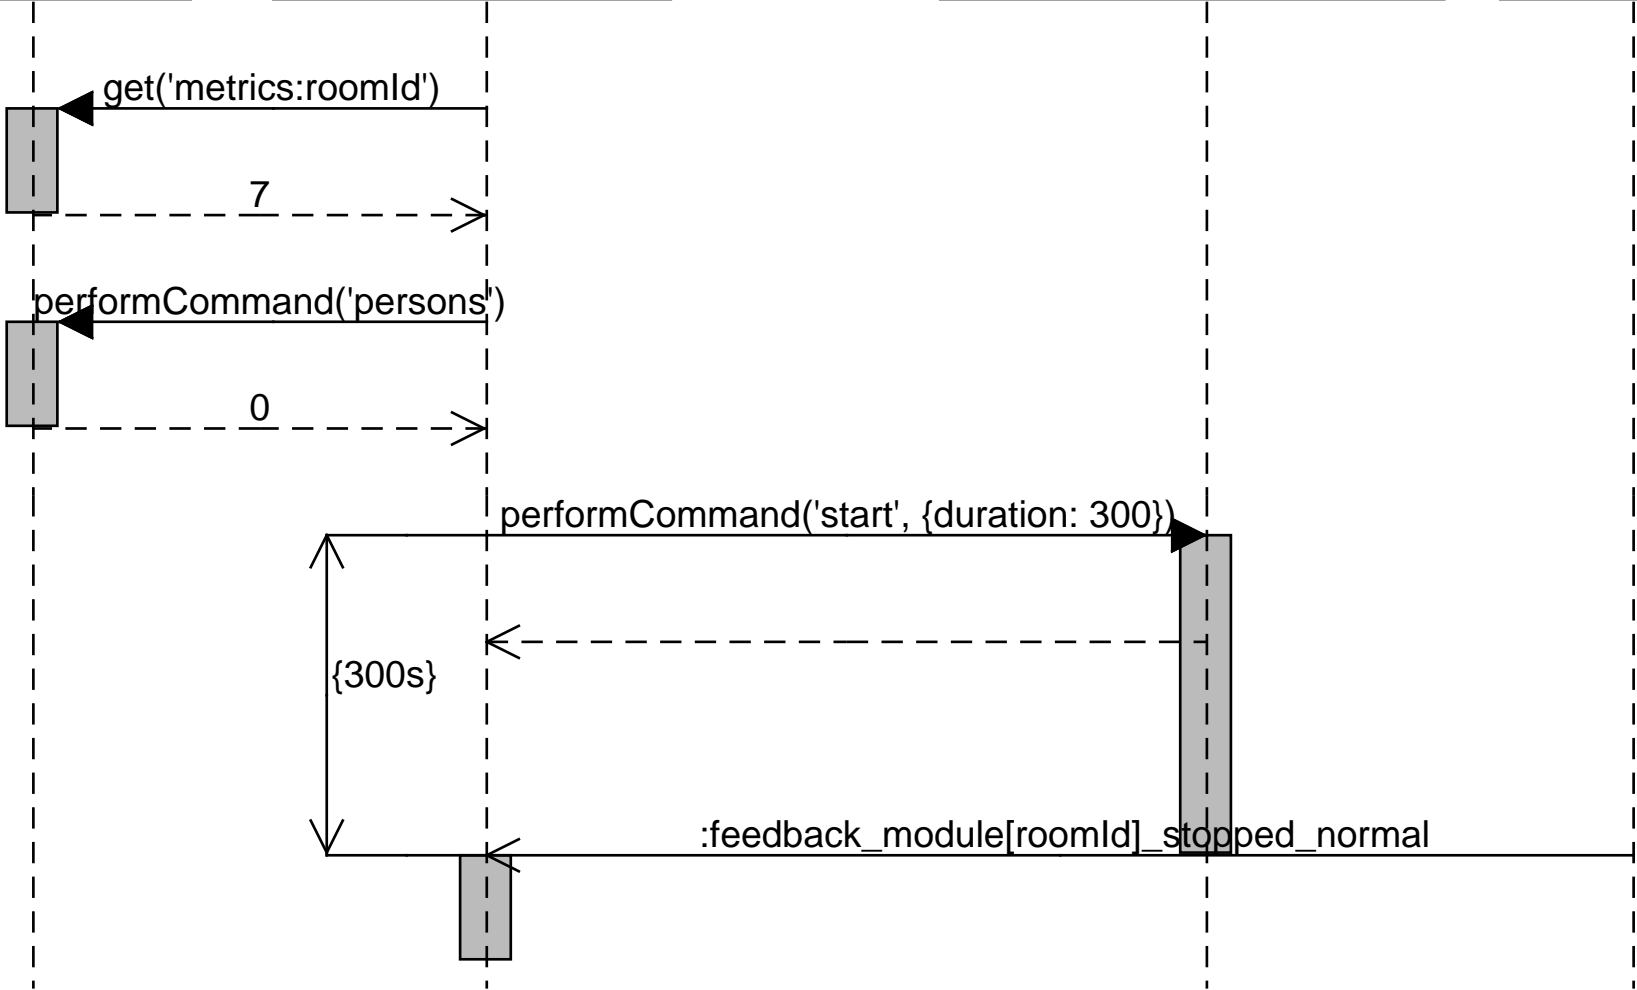 get('metrics:roomId')
7
performCommand('persons')
0
performCommand('start', {duration: 300})
{300s}
:feedback_module[roomId]_stopped_normal